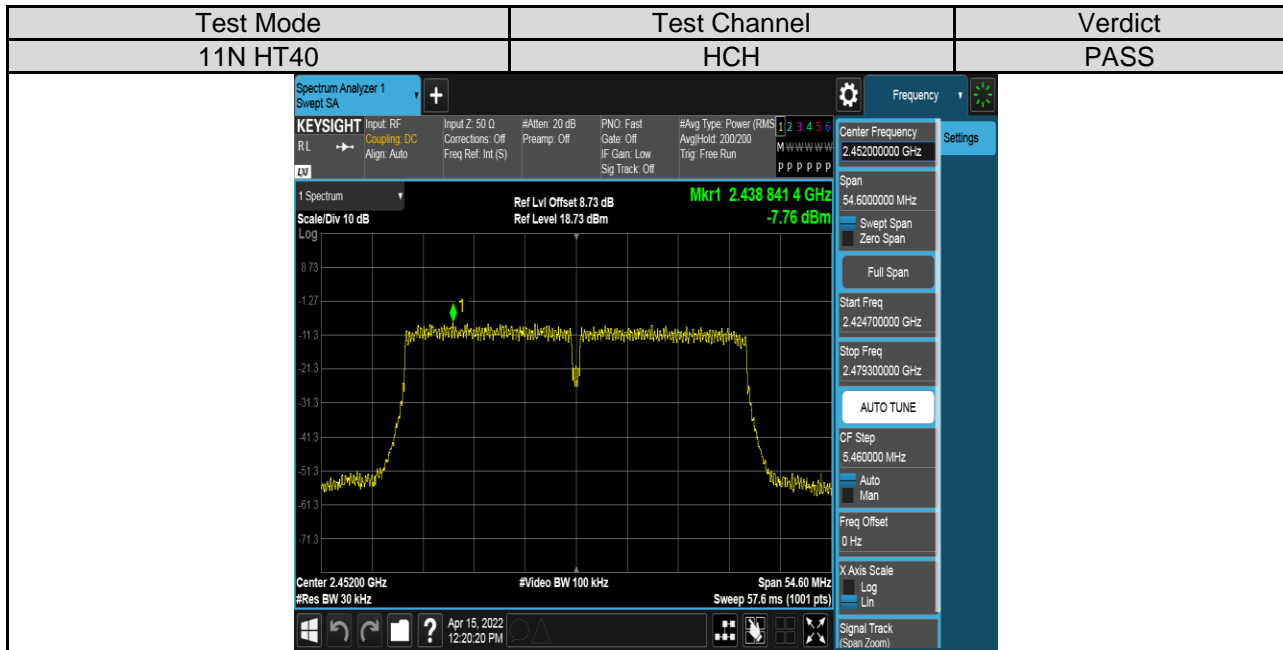 Test Mode Test Channel Verdict
11N HT40 HCH PASS
Spectrum Analyzer 1
Swept SA
+
Frequency
KEYSIGHT
RL
LXI
Input: RF
Coupling: DC
Align: Auto
Input Z: 50 Ω
Corrections: Off
Freq Ref: Int (S)
#Atten: 20 dB
Preamp: Off
PNO: Fast
Gate: Off
IF Gain: Low
Sig Track: Off
#Avg Type: Power (RMS
Avg|Hold: 200/200
Trig: Free Run
1 2 3 4 5 6
M W W W W W
P P P P P P
1 Spectrum
Scale/Div 10 dB
Log
Ref Lvl Offset 8.73 dB
Ref Level 18.73 dBm
Mkr1 2.438 841 4 GHz
-7.76 dBm
8.73
-1.27
-11.3
-21.3
-31.3
-41.3
-51.3
-61.3
-71.3
1
Center 2.45200 GHz
#Res BW 30 kHz
#Video BW 100 kHz
Span 54.60 MHz
Sweep 57.6 ms (1001 pts)
?
Apr 15, 2022
12:20:20 PM
Center Frequency
2.452000000 GHz
Settings
Span
54.6000000 MHz
Swept Span
Zero Span
Full Span
Start Freq
2.424700000 GHz
Stop Freq
2.479300000 GHz
AUTO TUNE
CF Step
5.460000 MHz
Auto
Man
Freq Offset
0 Hz
X Axis Scale
Log
Lin
Signal Track
(Span Zoom)